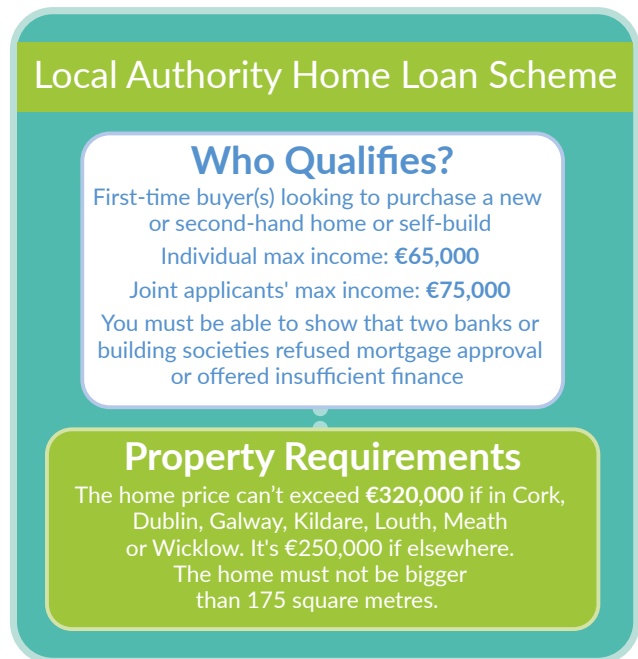 Local Authority Home Loan Scheme
Who Qualifies?
First-time buyer(s) looking to purchase a new
or second-hand home or self-build
Individual max income: €65,000
Joint applicants' max income: €75,000
You must be able to show that two banks or
building societies refused mortgage approval
or offered insufficient finance
Property Requirements
The home price can’t exceed €320,000 if in Cork,
Dublin, Galway, Kildare, Louth, Meath
or Wicklow. It's €250,000 if elsewhere.
The home must not be bigger
than 175 square metres.